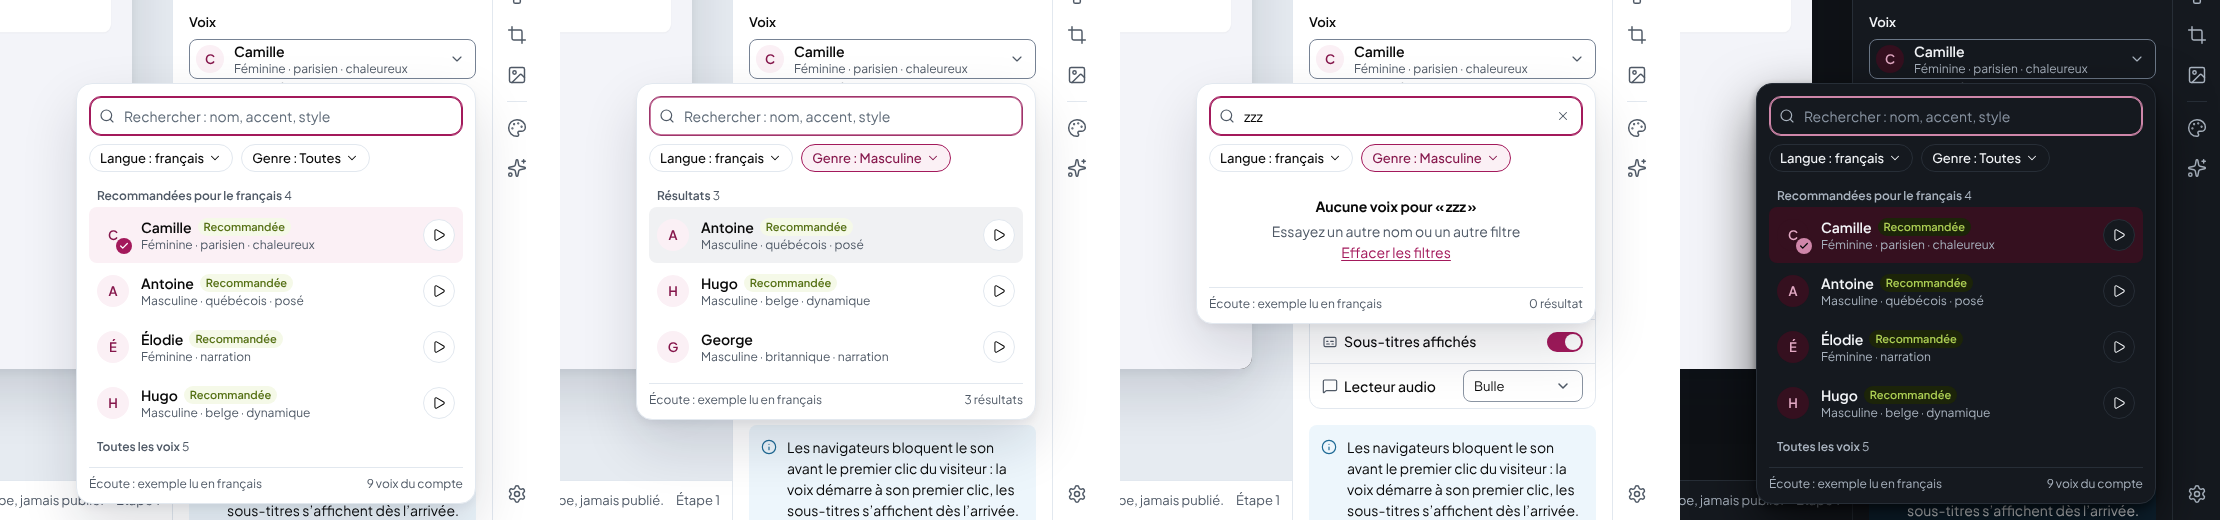 Voix
C
Camille
Féminine · parisien · chaleureux
Rechercher : nom, accent, style
Langue : français
Genre : Toutes
Recommandées pour le français 4
C
Camille Recommandée
Féminine · parisien · chaleureux
A
Antoine Recommandée
Masculine · québécois · posé
É
Élodie Recommandée
Féminine · narration
H
Hugo Recommandée
Masculine · belge · dynamique
Toutes les voix 5
Écoute : exemple lu en français
9 voix du compte
sous-titres s'affichent dès l'arrivée.
Voix
C
Camille
Féminine · parisien · chaleureux
Rechercher : nom, accent, style
Langue : français
Genre : Masculine
Résultats 3
A
Antoine Recommandée
Masculine · québécois · posé
H
Hugo Recommandée
Masculine · belge · dynamique
G
George
Masculine · britannique · narration
Écoute : exemple lu en français
3 résultats
Les navigateurs bloquent le son
avant le premier clic du visiteur : la
voix démarre à son premier clic, les
sous-titres s'affichent dès l'arrivée.
jamais publié.
Étape 1
Voix
C
Camille
Féminine · parisien · chaleureux
zzz
Langue : français
Genre : Masculine
Aucune voix pour « zzz »
Essayez un autre nom ou un autre filtre
Effacer les filtres
Écoute : exemple lu en français
0 résultat
Sous-titres affichés
Lecteur audio
Bulle
Les navigateurs bloquent le son
avant le premier clic du visiteur : la
voix démarre à son premier clic, les
sous-titres s'affichent dès l'arrivée.
jamais publié.
Étape 1
Voix
C
Camille
Féminine · parisien · chaleureux
Rechercher : nom, accent, style
Langue : français
Genre : Toutes
Recommandées pour le français 4
C
Camille Recommandée
Féminine · parisien · chaleureux
A
Antoine Recommandée
Masculine · québécois · posé
É
Élodie Recommandée
Féminine · narration
H
Hugo Recommandée
Masculine · belge · dynamique
Toutes les voix 5
Écoute : exemple lu en français
9 voix du compte
sous-titres s'affichent dès l'arrivée.